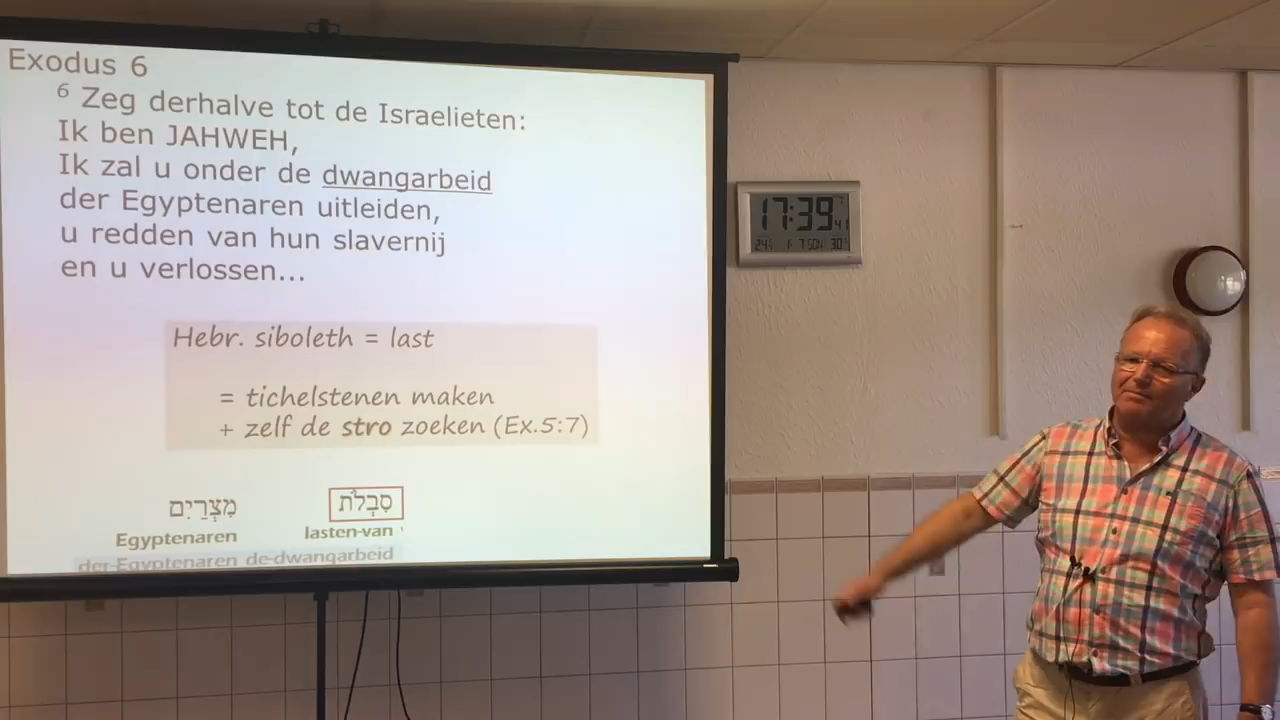 Exodus 6
6 Zeg derhalve tot de Israelieten:
Ik ben JAHWEH,
Ik zal u onder de dwangarbeid
der Egyptenaren uitleiden,
u redden van hun slavernij
en u verlossen...
Hebr. siboleth = last
= tichelstenen maken
+ zelf de stro zoeken (Ex.5:7)
מִצְרַיִם סִבְלֹת
Egyptenaren lasten-van
der-Egyptenaren de-dwangarbeid
17:39 41